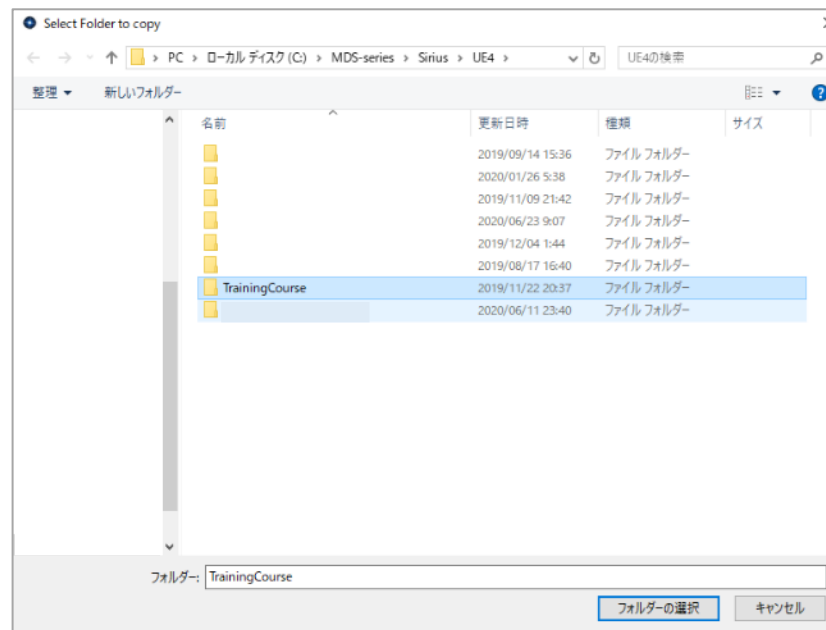 Select Folder to copy
PC > ローカル ディスク (C:) > MDS-series > Sirius > UE4 >
UE4の検索
整理 ▼ 新しいフォルダー
名前 更新日時 種類 サイズ
2019/09/14 15:36 ファイル フォルダー
2020/01/26 5:38 ファイル フォルダー
2019/11/09 21:42 ファイル フォルダー
2020/06/23 9:07 ファイル フォルダー
2019/12/04 1:44 ファイル フォルダー
2019/08/17 16:40 ファイル フォルダー
TrainingCourse 2019/11/22 20:37 ファイル フォルダー
2020/06/11 23:40 ファイル フォルダー
フォルダー: TrainingCourse
フォルダーの選択 キャンセル